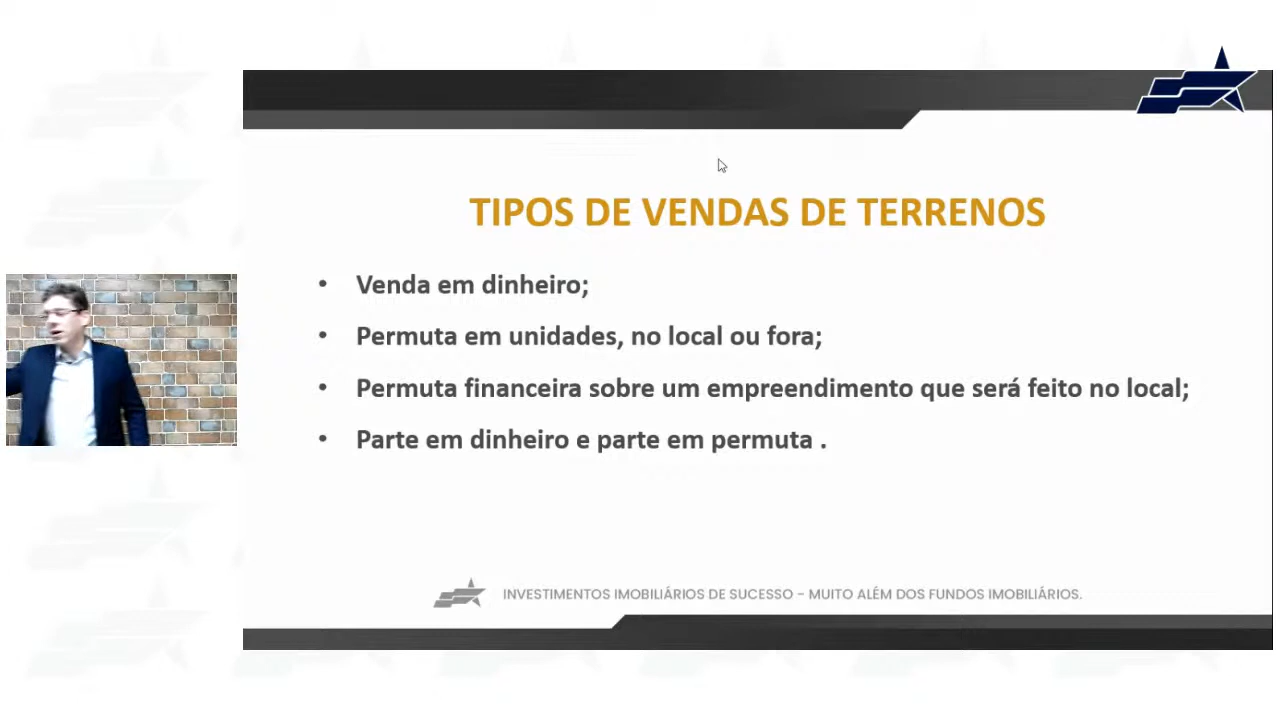 TIPOS DE VENDAS DE TERRENOS
• Venda em dinheiro;
• Permuta em unidades, no local ou fora;
• Permuta financeira sobre um empreendimento que será feito no local;
• Parte em dinheiro e parte em permuta .
INVESTIMENTOS IMOBILIÁRIOS DE SUCESSO - MUITO ALÉM DOS FUNDOS IMOBILIÁRIOS.